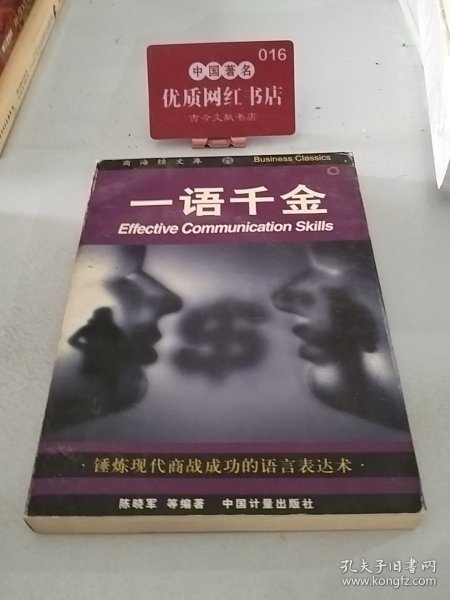 016
中国著名
优质网红书店
古今文献书店
商海经文库 Business Classics
一语千金
Effective Communication Skills
·锤炼现代商战成功的语言表达术·
陈晓军 等编著 中国计量出版社
孔夫子旧书网
www.kongfz.com